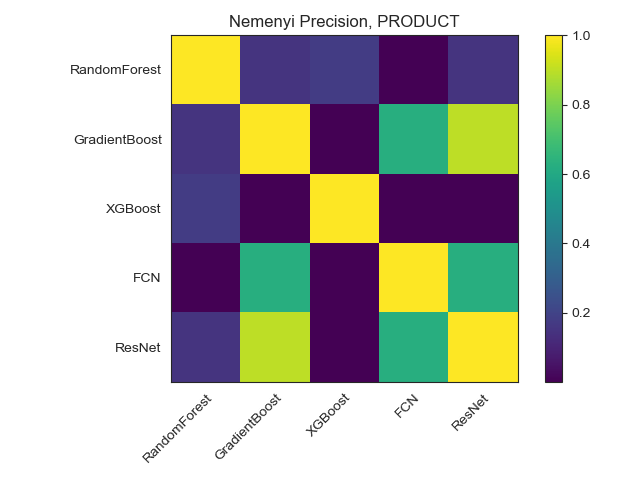 Nemenyi Precision, PRODUCT
RandomForest
GradientBoost
XGBoost
FCN
ResNet
RandomForest
GradientBoost
XGBoost
FCN
ResNet
1.0
0.8
0.6
0.4
0.2